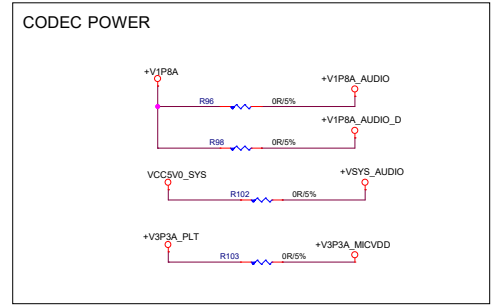 CODEC POWER
+V1P8A
+V1P8A_AUDIO
R96 0R/5%
+V1P8A_AUDIO_D
R98 0R/5%
VCC5V0_SYS
+VSYS_AUDIO
R102 0R/5%
+V3P3A_PLT
+V3P3A_MICVDD
R103 0R/5%